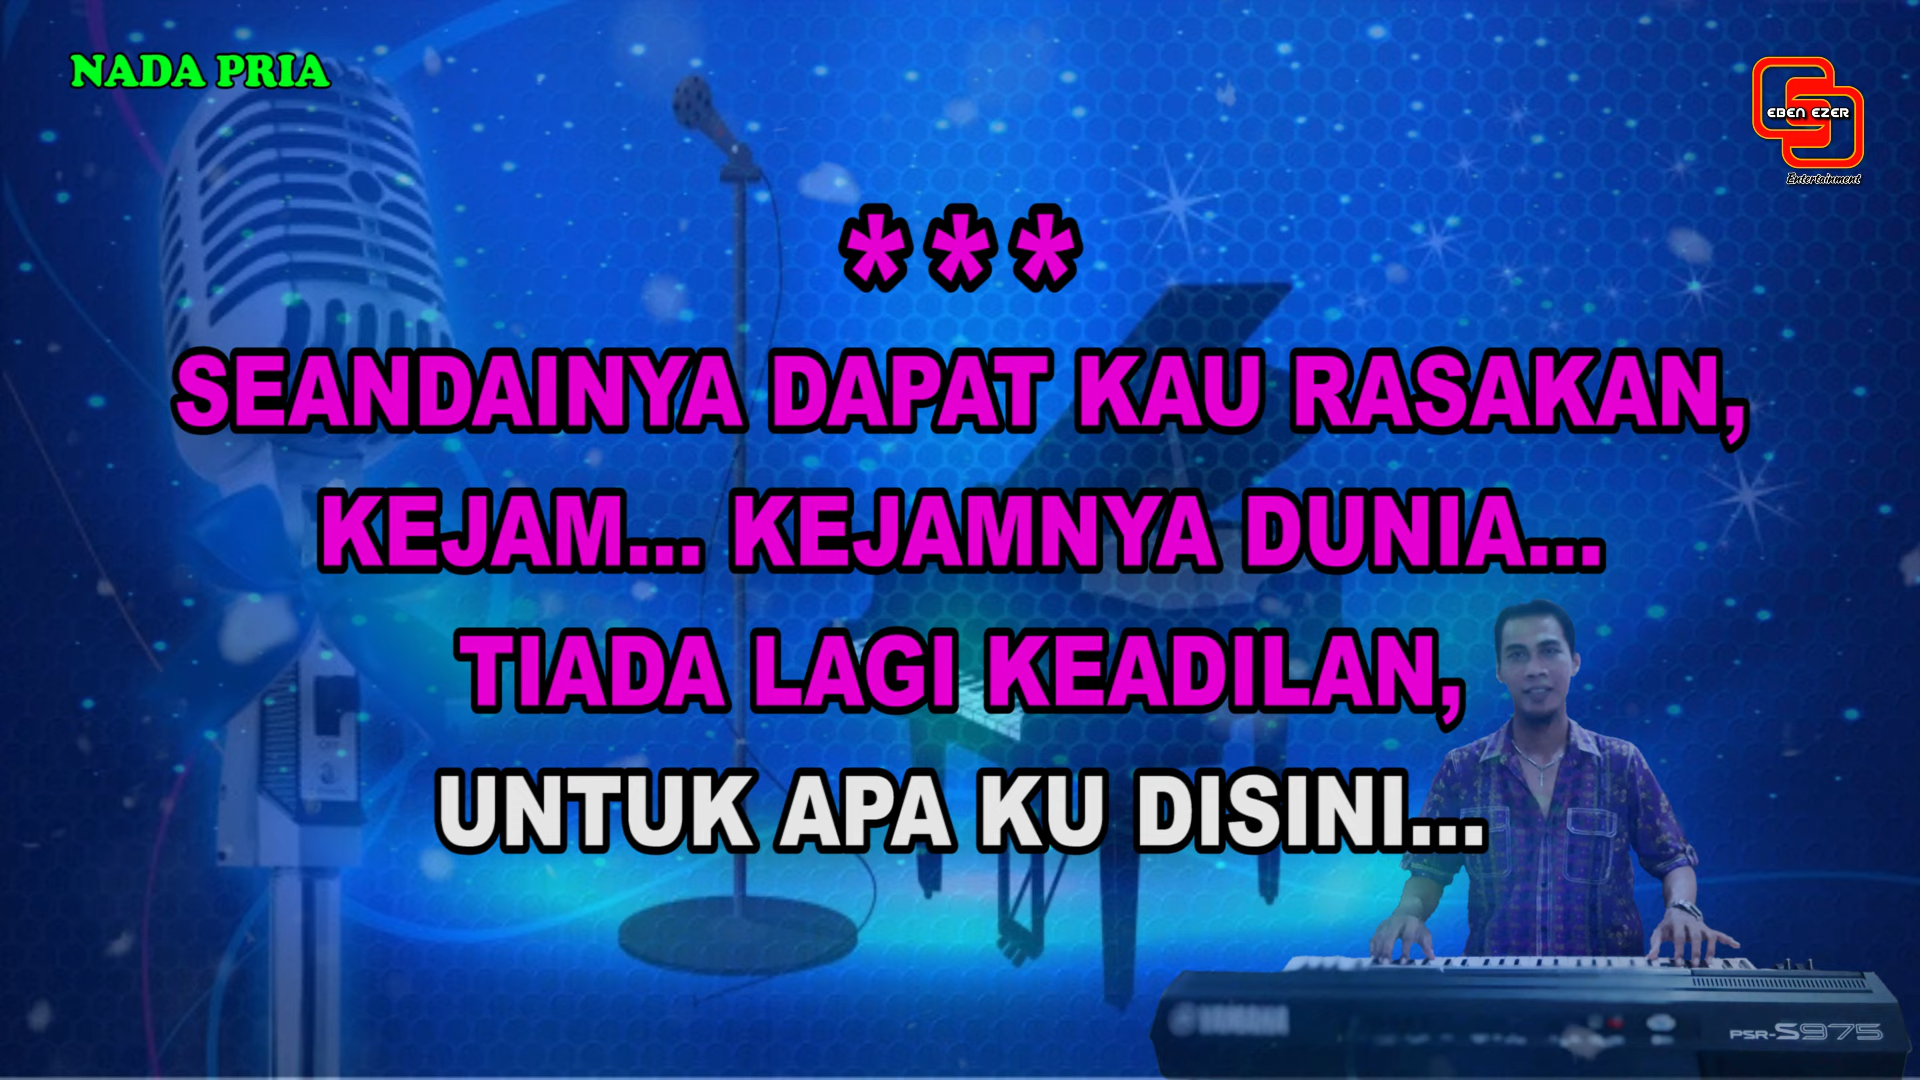 NADA PRIA
EBEN EZER
Entertainment
***
SEANDAINYA DAPAT KAU RASAKAN,
KEJAM... KEJAMNYA DUNIA...
TIADA LAGI KEADILAN,
UNTUK APA KU DISINI...
YAMAHA
PSR-S975